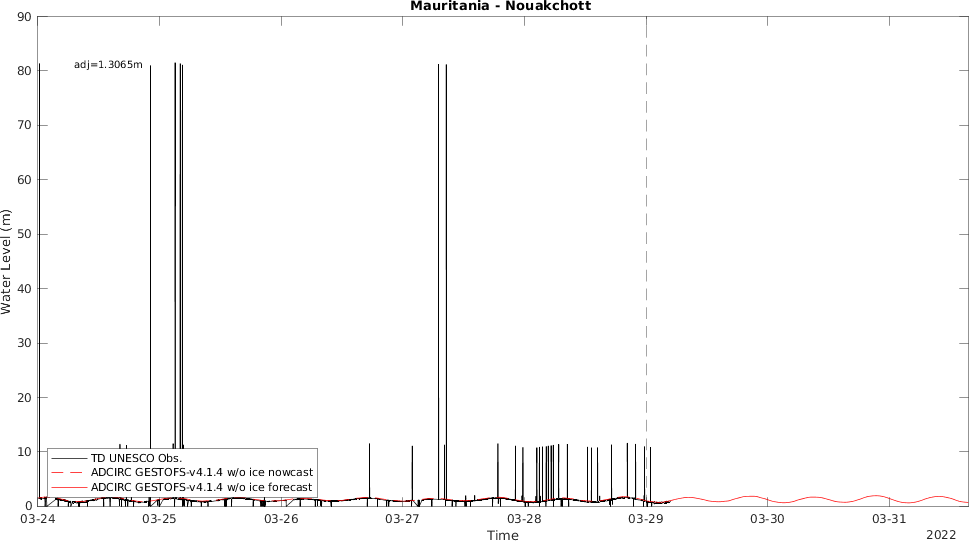 Mauritania - Nouakchott
90
80
70
60
50
40
30
20
10
0
Water Level (m)
adj=1.3065m
TD UNESCO Obs.
ADCIRC GESTOFS-v4.1.4 w/o ice nowcast
ADCIRC GESTOFS-v4.1.4 w/o ice forecast
03-24 03-25 03-26 03-27 03-28 03-29 03-30 03-31
Time
2022